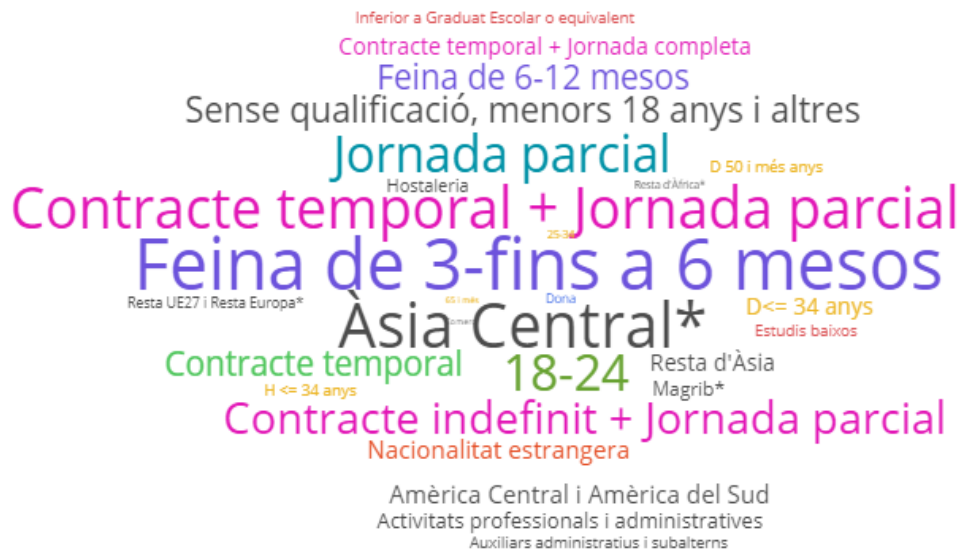 Inferior a Graduat Escolar o equivalent
Contracte temporal + Jornada completa
Feina de 6-12 mesos
Sense qualificació, menors 18 anys i altres
Jornada parcial
D 50 i més anys
Hostaleria
Resta d'Àfrica*
Contracte temporal + Jornada parcial
25-34
Feina de 3-fins a 6 mesos
Resta UE27 i Resta Europa*
65 i més
Dona
Àsia Central*
D<= 34 anys
Estudis baixos
Contracte temporal
18-24
Resta d'Àsia
H <= 34 anys
Magrib*
Contracte indefinit + Jornada parcial
Nacionalitat estrangera
Amèrica Central i Amèrica del Sud
Activitats professionals i administratives
Auxiliars administratius i subalterns